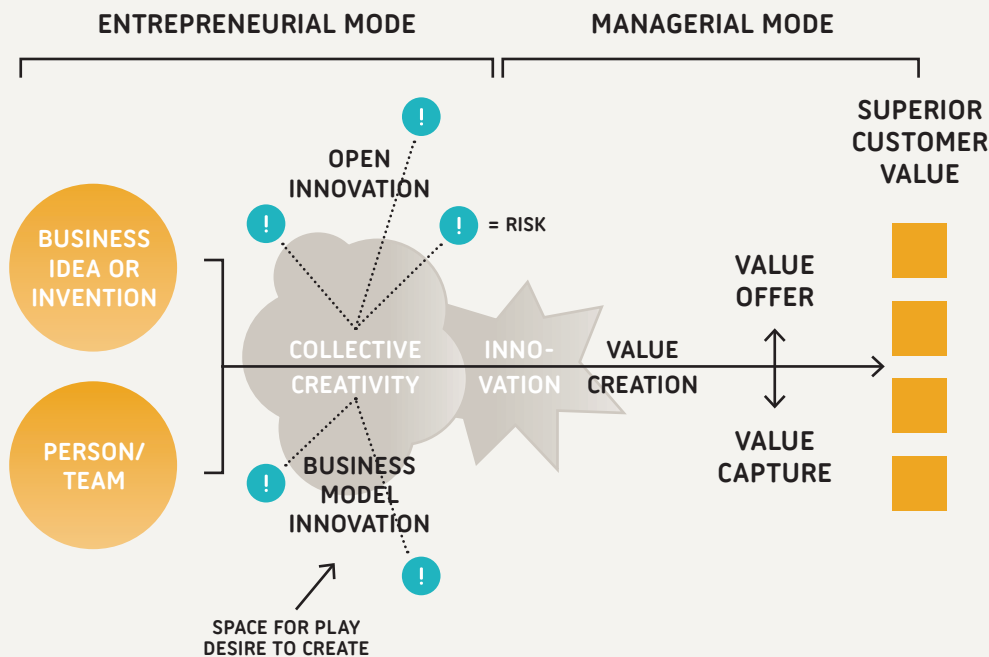 ENTREPRENEURIAL MODE
MANAGERIAL MODE
SUPERIOR
CUSTOMER
VALUE
!
OPEN
INNOVATION
!
! = RISK
BUSINESS
IDEA OR
INVENTION
VALUE
OFFER
COLLECTIVE
CREATIVITY
INNO-
VATION
VALUE
CREATION
PERSON/
TEAM
VALUE
CAPTURE
!
BUSINESS
MODEL
INNOVATION
!
SPACE FOR PLAY
DESIRE TO CREATE